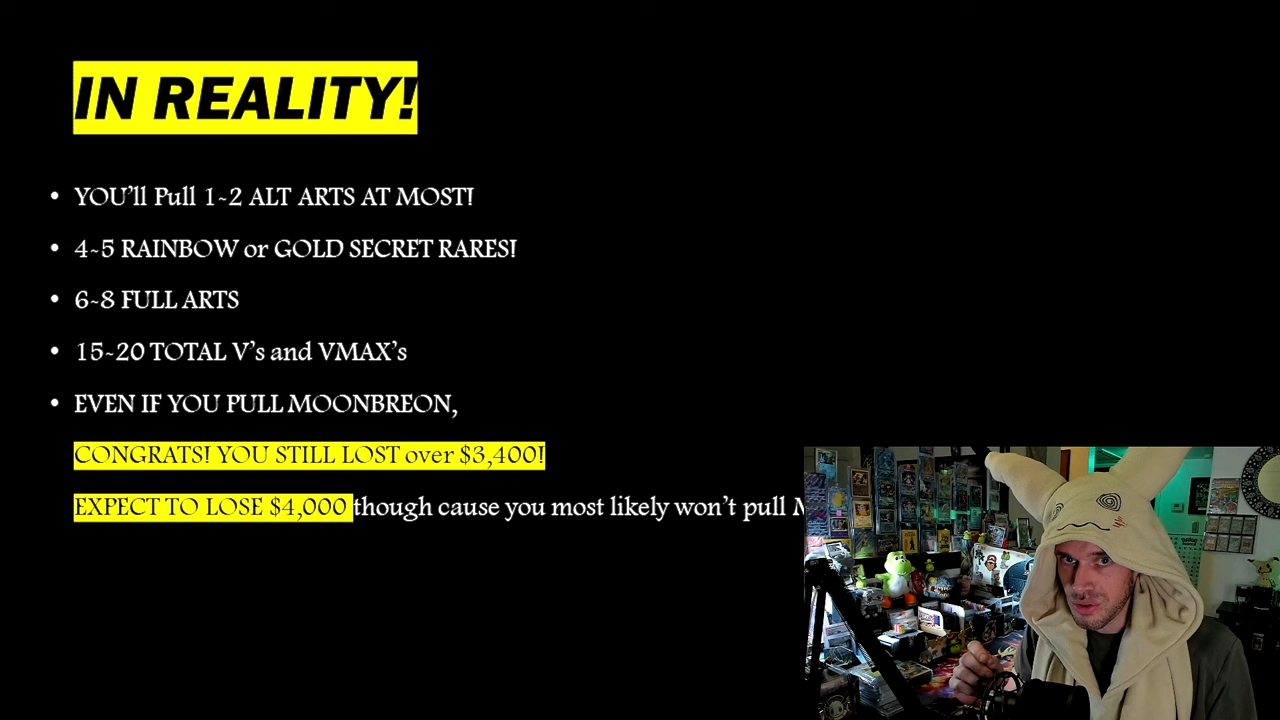 IN REALITY!
• YOU'll Pull 1-2 ALT ARTS AT MOST!
• 4-5 RAINBOW or GOLD SECRET RARES!
• 6-8 FULL ARTS
• 15-20 TOTAL V's and VMAX's
• EVEN IF YOU PULL MOONBREON,
CONGRATS! YOU STILL LOST over $3,400!
EXPECT TO LOSE $4,000 though cause you most likely won't pull